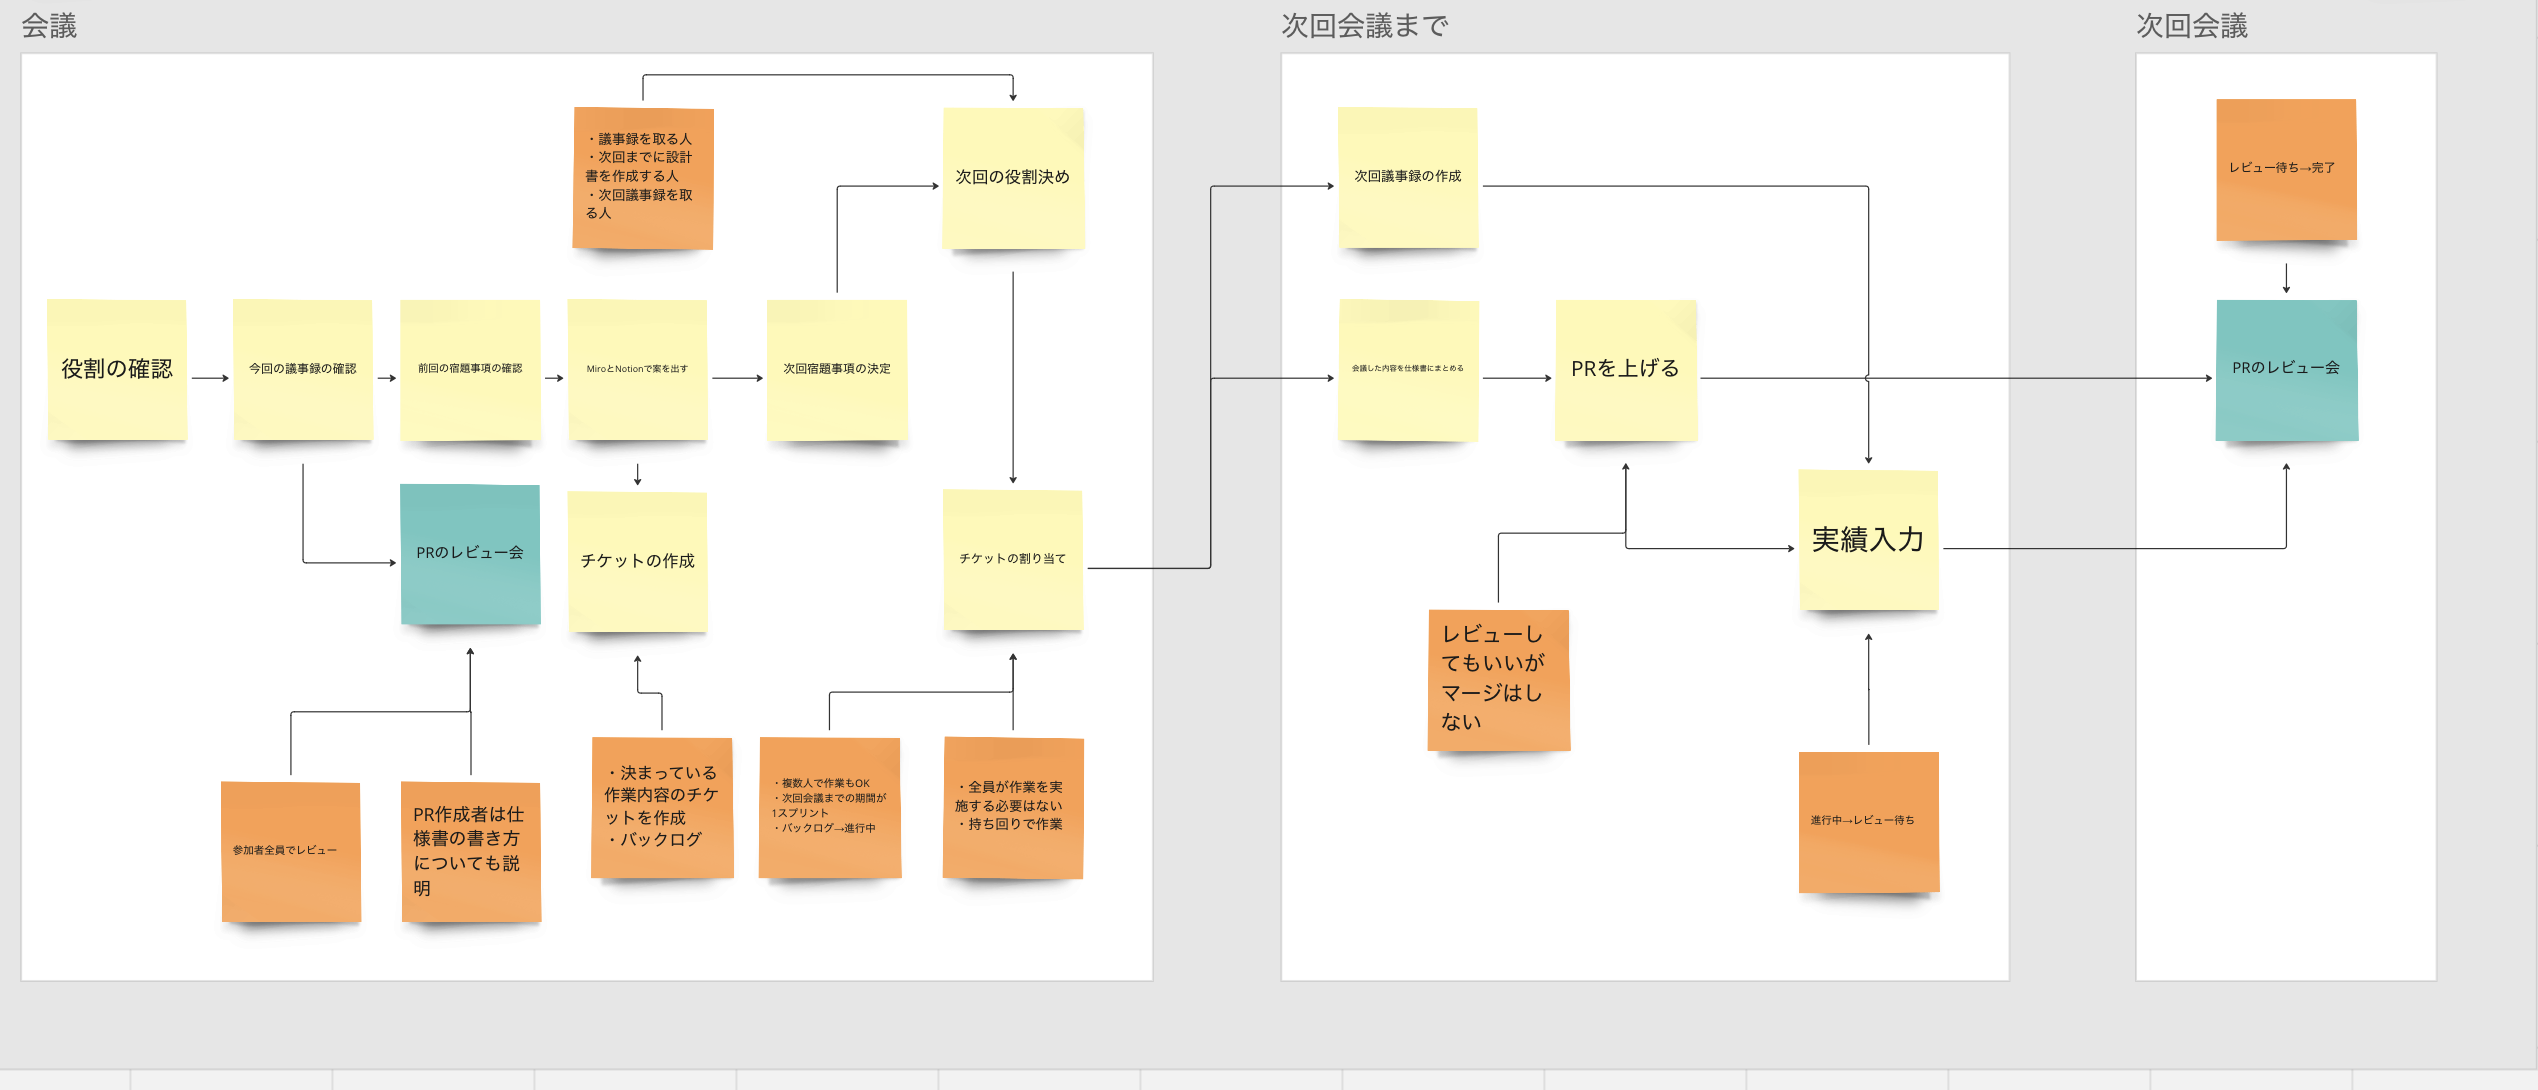 会議
次回会議まで
次回会議
・議事録を取る人
・次回までに設計
書を作成する人
・次回議事録を取
る人
次回の役割決め
役割の確認
今回の議事録の確認
前回の宿題事項の確認
MiroとNotionで案を出す
次回宿題事項の決定
PRのレビュー会
チケットの作成
チケットの割り当て
参加者全員でレビュー
PR作成者は仕
様書の書き方
についても説
明
・決まっている
作業内容のチケ
ットを作成
・バックログ
・複数人で作業もOK
・次回会議までの期間が
1スプリント
・バックログ→進行中
・全員が作業を実
施する必要はない
・持ち回りで作業
次回議事録の作成
会議した内容を仕様書にまとめる
PRを上げる
実績入力
レビューし
てもいいが
マージはし
ない
進行中→レビュー待ち
レビュー待ち→完了
PRのレビュー会